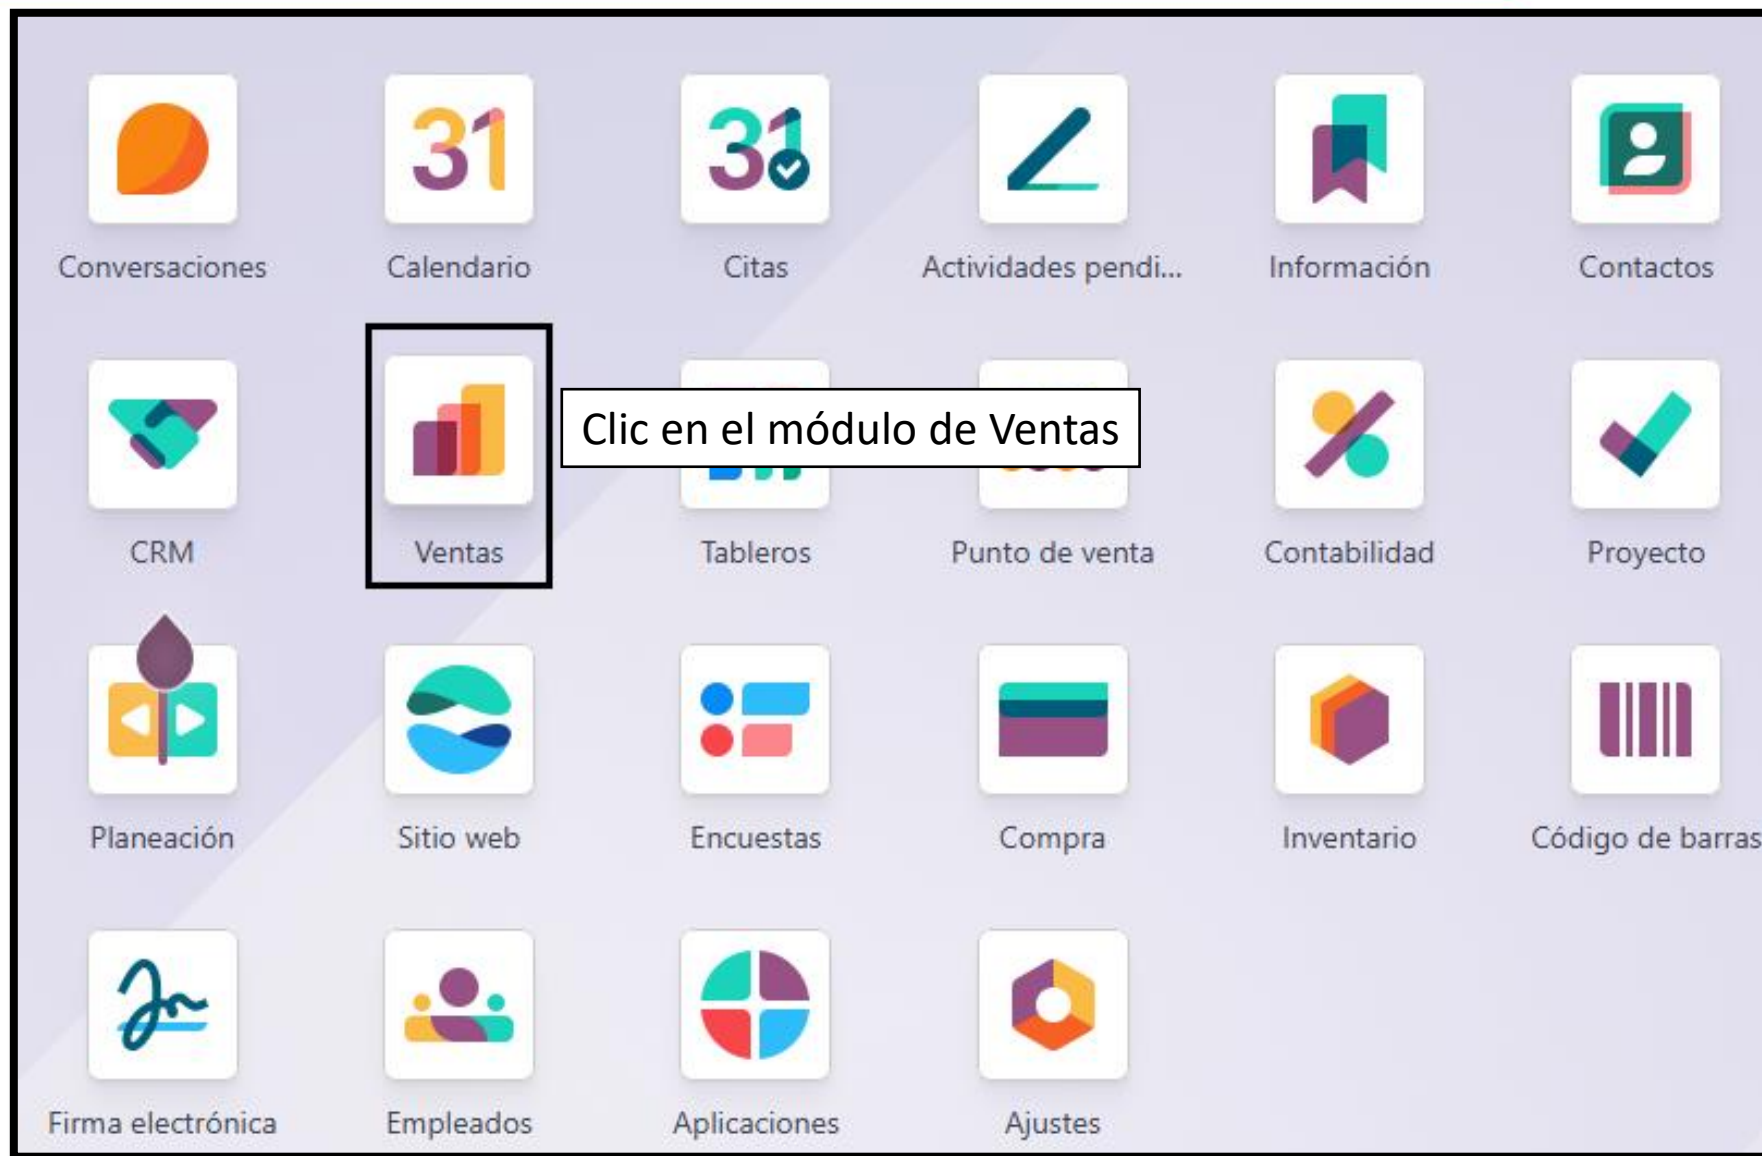 31
31
Conversaciones
Calendario
Citas
Actividades pendi...
Información
Contactos
Clic en el módulo de Ventas
CRM
Ventas
Tableros
Punto de venta
Contabilidad
Proyecto
Planeación
Sitio web
Encuestas
Compra
Inventario
Código de barras
Firma electrónica
Empleados
Aplicaciones
Ajustes